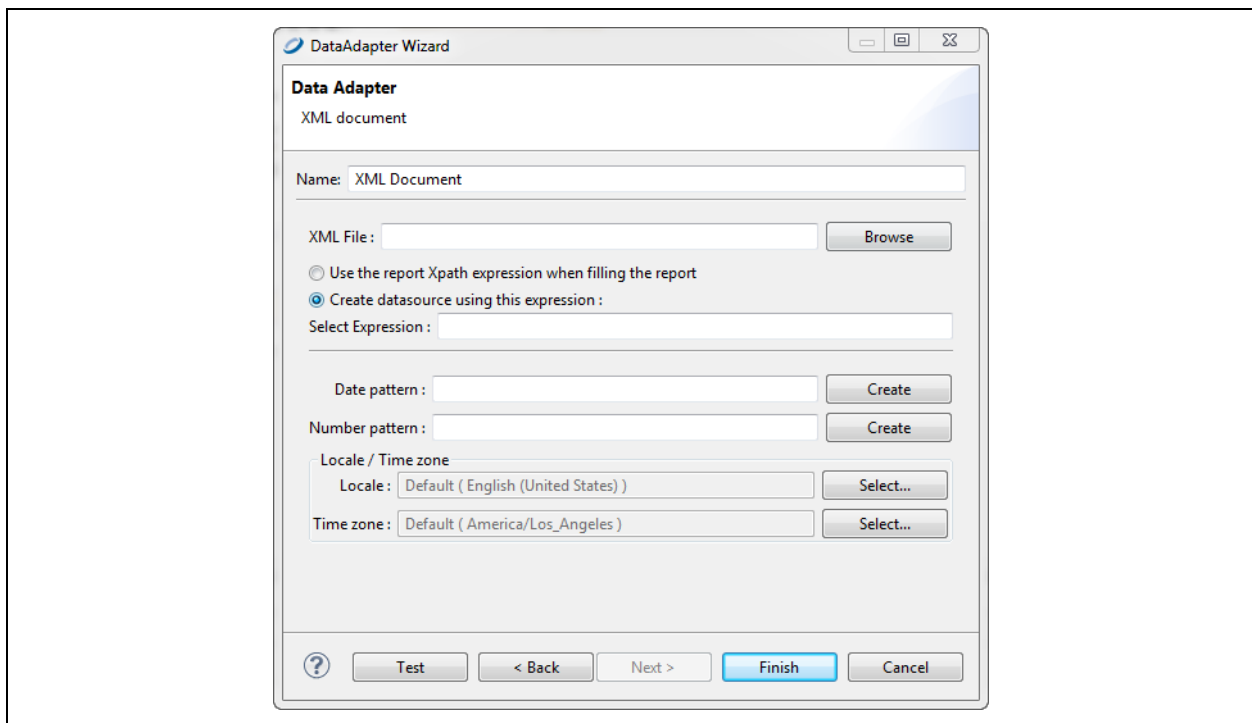 DataAdapter Wizard
Data Adapter
XML document
Name: XML Document
XML File : Browse
Use the report Xpath expression when filling the report
Create datasource using this expression :
Select Expression :
Date pattern : Create
Number pattern : Create
Locale / Time zone
Locale : Default ( English (United States) ) Select...
Time zone : Default ( America/Los_Angeles ) Select...
? Test < Back Next > Finish Cancel